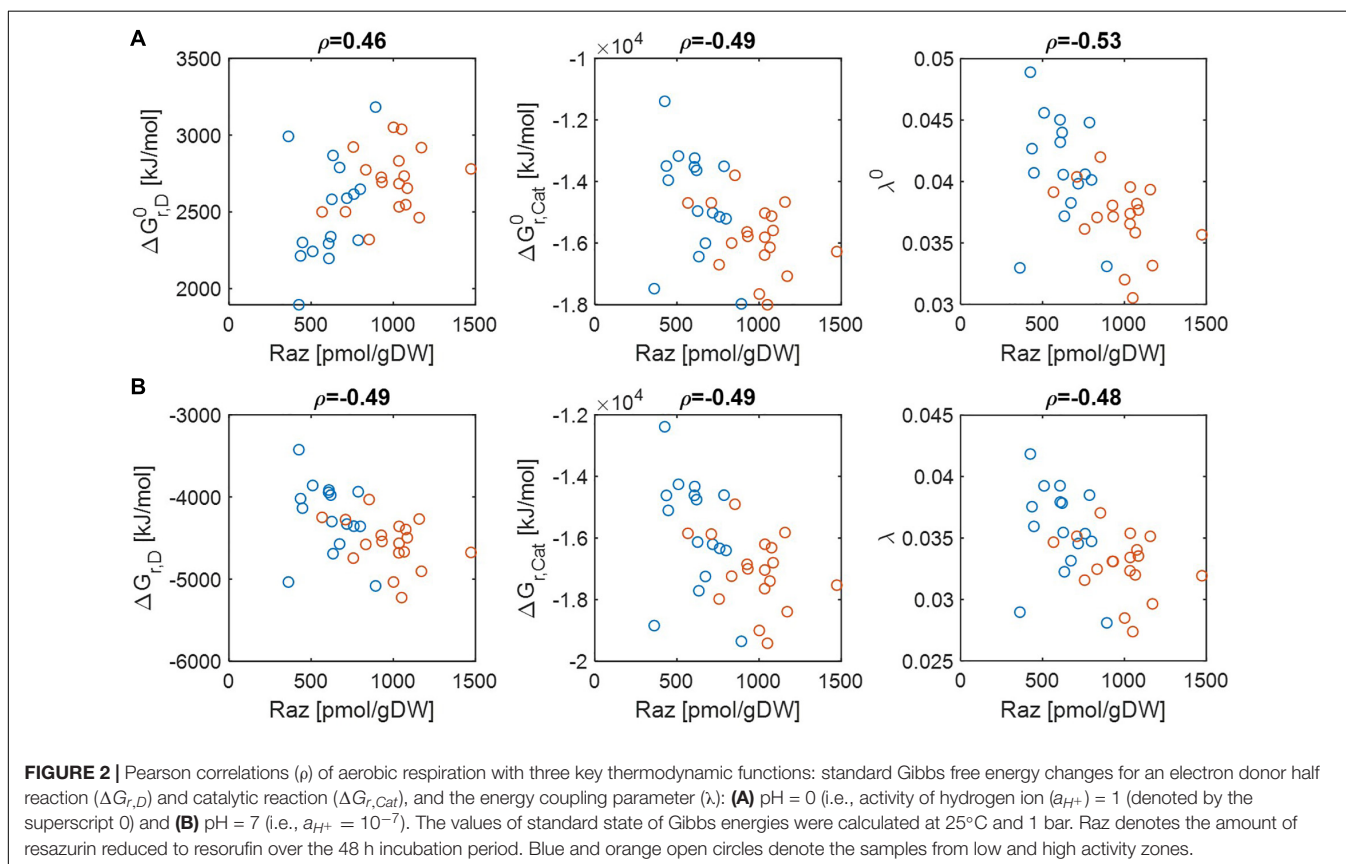 A
ρ=0.46
3500
3000
2500
2000
0 500 1000 1500
Raz [pmol/gDW]
ΔG⁰r,D [kJ/mol]
ρ=-0.49
×10⁴
-1
-1.2
-1.4
-1.6
-1.8
0 500 1000 1500
Raz [pmol/gDW]
ΔG⁰r,Cat [kJ/mol]
ρ=-0.53
0.05
0.045
0.04
0.035
0.03
0 500 1000 1500
Raz [pmol/gDW]
λ⁰
B
ρ=-0.49
-3000
-4000
-5000
-6000
0 500 1000 1500
Raz [pmol/gDW]
ΔGr,D [kJ/mol]
ρ=-0.49
×10⁴
-1.2
-1.4
-1.6
-1.8
-2
0 500 1000 1500
Raz [pmol/gDW]
ΔGr,Cat [kJ/mol]
ρ=-0.48
0.045
0.04
0.035
0.03
0.025
0 500 1000 1500
Raz [pmol/gDW]
λ
FIGURE 2 | Pearson correlations (ρ) of aerobic respiration with three key thermodynamic functions: standard Gibbs free energy changes for an electron donor half
reaction (ΔGr,D) and catalytic reaction (ΔGr,Cat), and the energy coupling parameter (λ): (A) pH = 0 (i.e., activity of hydrogen ion (aH+) = 1 (denoted by the
superscript 0) and (B) pH = 7 (i.e., aH+ = 10⁻⁷). The values of standard state of Gibbs energies were calculated at 25°C and 1 bar. Raz denotes the amount of
resazurin reduced to resorufin over the 48 h incubation period. Blue and orange open circles denote the samples from low and high activity zones.